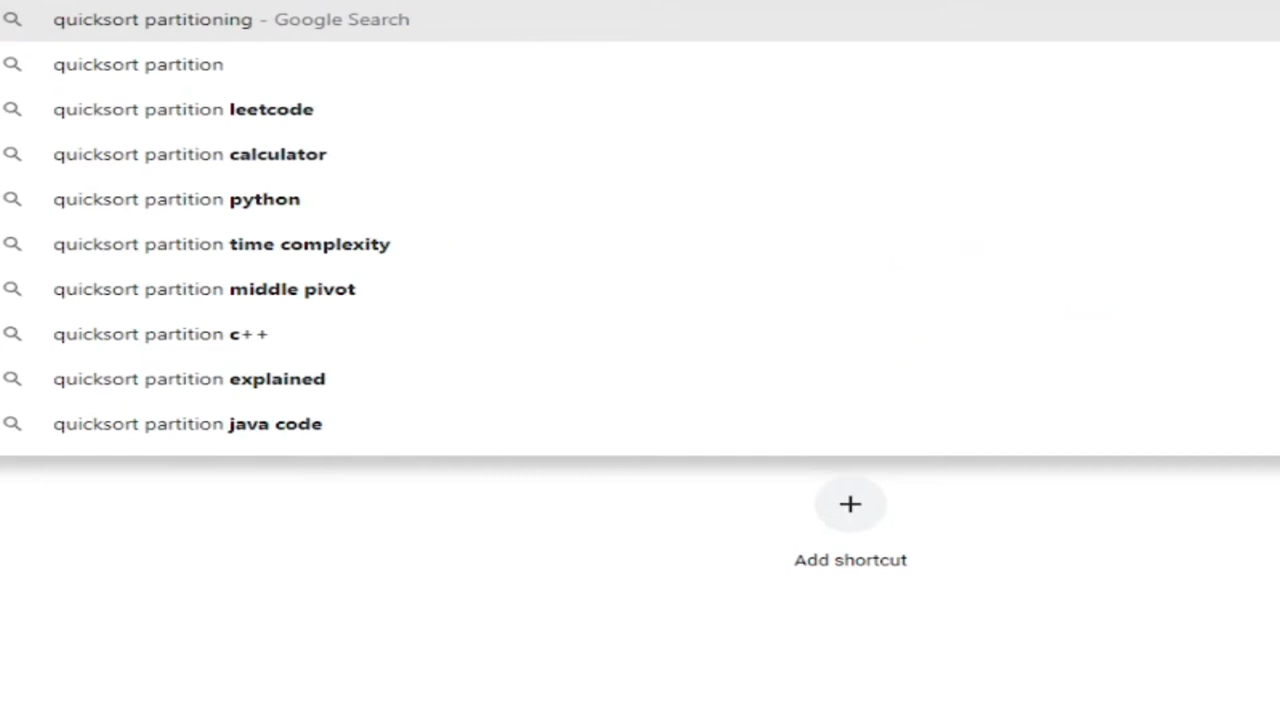 quicksort partitioning - Google Search
quicksort partition
quicksort partition leetcode
quicksort partition calculator
quicksort partition python
quicksort partition time complexity
quicksort partition middle pivot
quicksort partition c++
quicksort partition explained
quicksort partition java code
Add shortcut